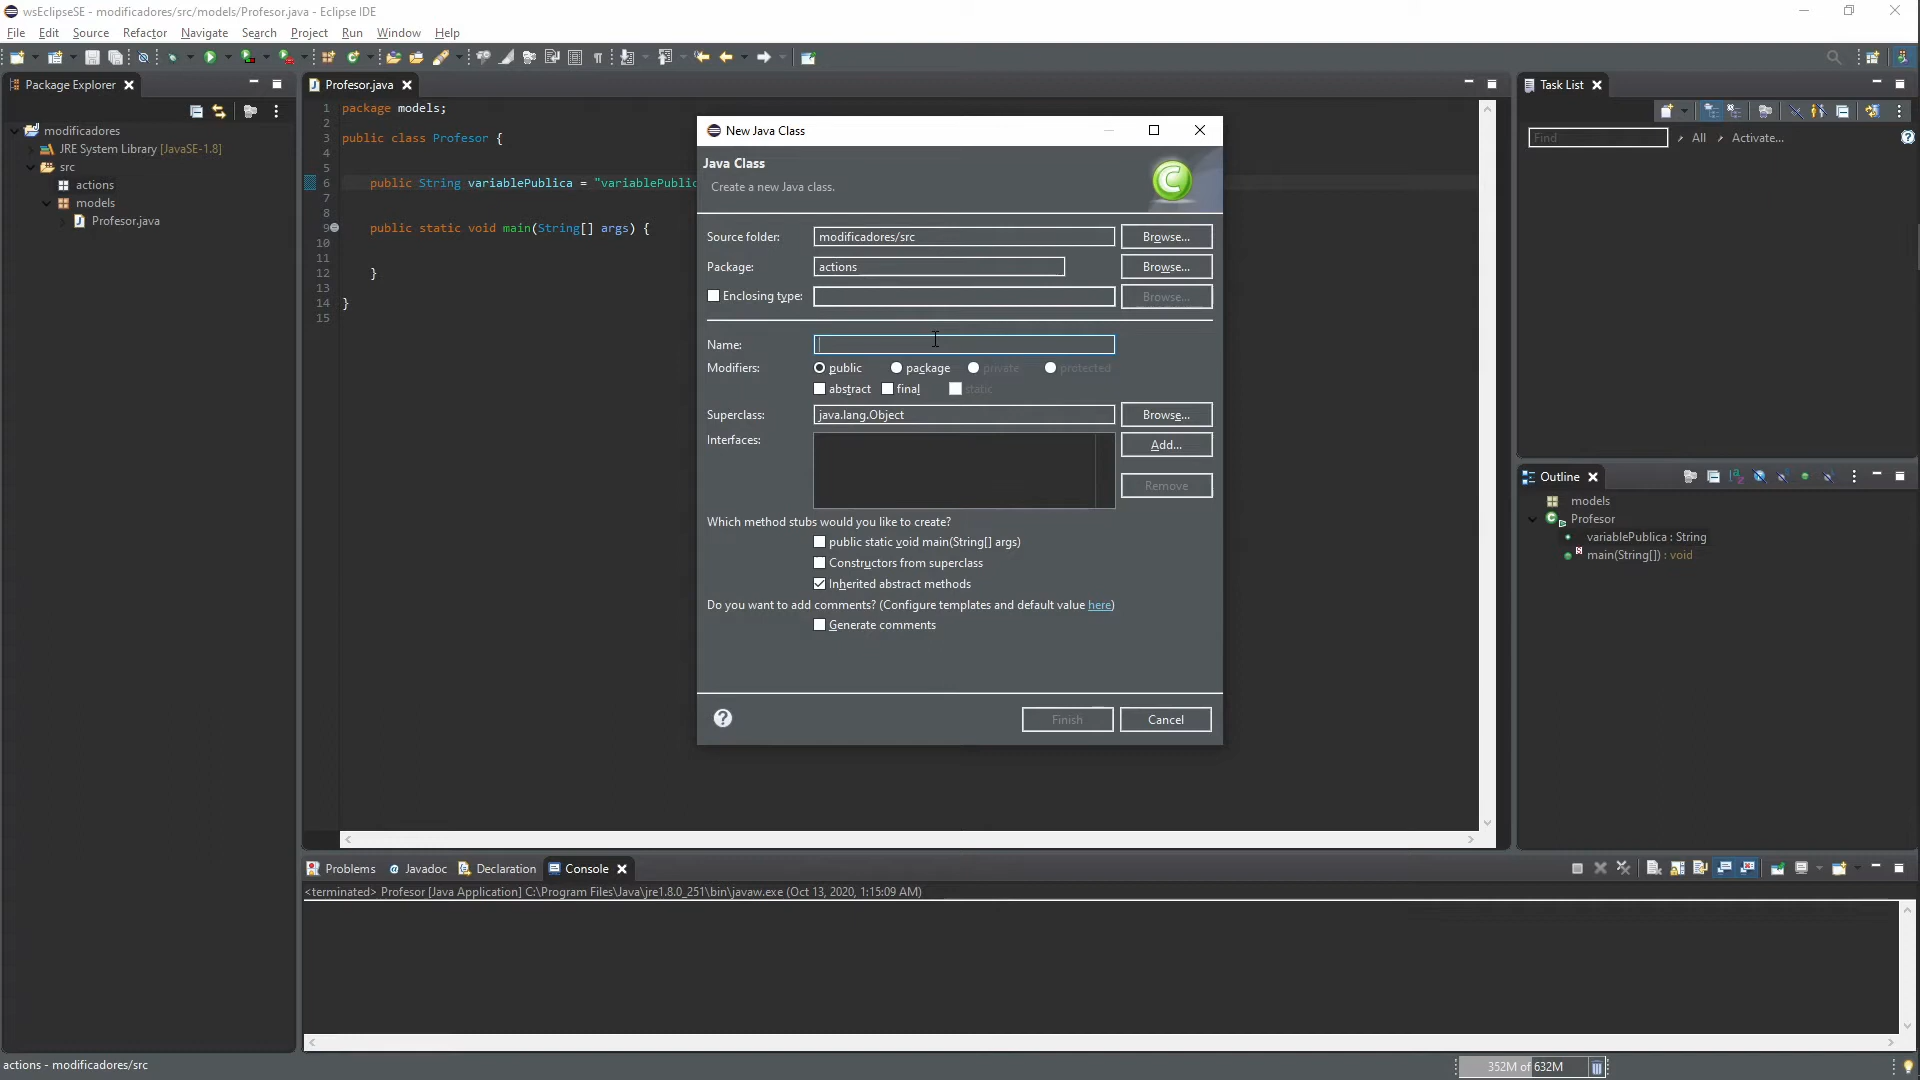 wsEclipseSE - modificadores/src/models/Profesor.java - Eclipse IDE
File Edit Source Refactor Navigate Search Project Run Window Help
Package Explorer
modificadores
JRE System Library [JavaSE-1.8]
src
actions
models
Profesor.java
Profesor.java
1 package models;
2
3 public class Profesor {
4
5
6 public String variablePublica = "variablePublic
7
8
9 public static void main(String[] args) {
10
11
12 }
13
14 }
15
New Java Class
Java Class
Create a new Java class.
Source folder: modificadores/src Browse...
Package: actions Browse...
Enclosing type: Browse...
Name:
Modifiers: public package private protected
abstract final static
Superclass: java.lang.Object Browse...
Interfaces: Add...
Remove
Which method stubs would you like to create?
public static void main(String[] args)
Constructors from superclass
Inherited abstract methods
Do you want to add comments? (Configure templates and default value here)
Generate comments
Finish Cancel
Task List
Find All Activate...
Outline
models
Profesor
variablePublica : String
main(String[]) : void
Problems Javadoc Declaration Console
<terminated> Profesor [Java Application] C:\Program Files\Java\jre1.8.0_251\bin\javaw.exe (Oct 13, 2020, 1:15:09 AM)
actions - modificadores/src
352M of 632M